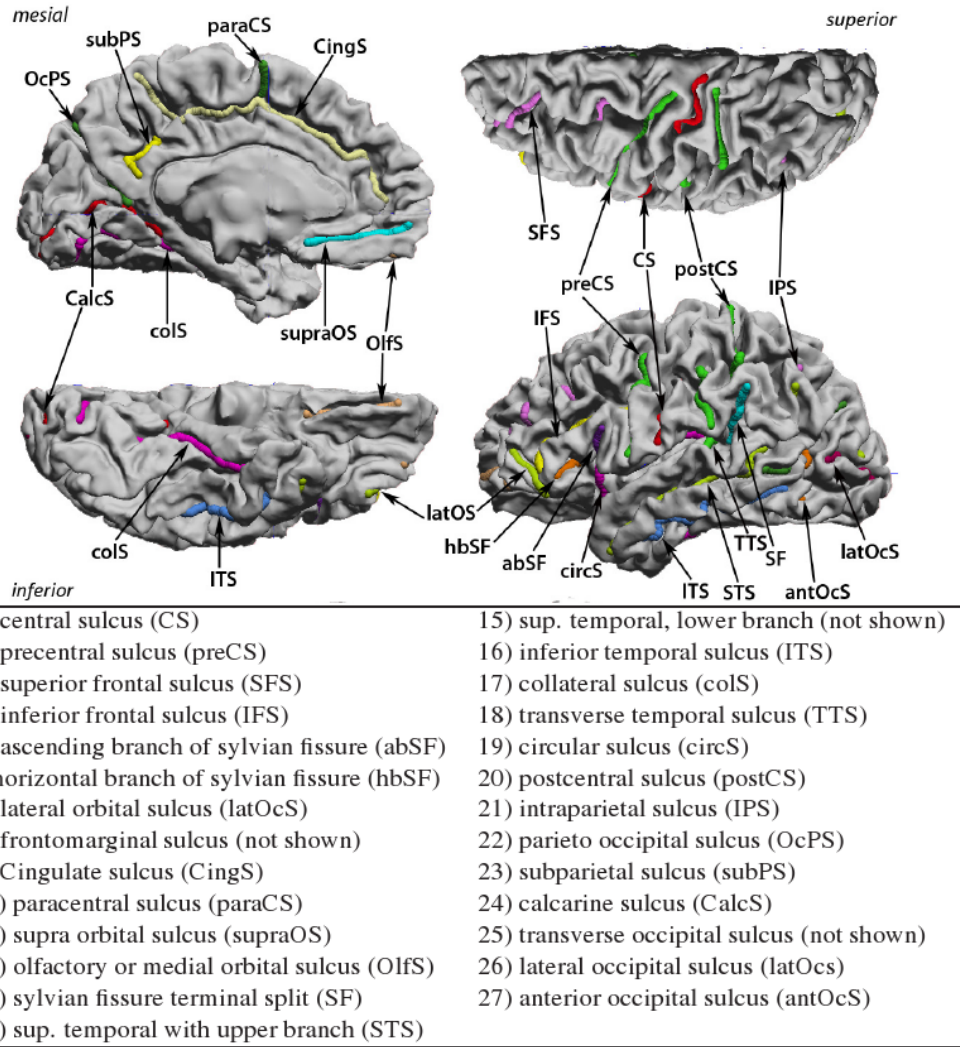 mesial
superior
paraCS
subPS
CingS
OcPS
SFS
CS
postCS
preCS
IPS
CalcS
colS
supraOS
IFS
OlfS
latOS
hbSF
abSF
circS
TTS
SF
latOcS
colS
ITS
ITS
STS
antOcS
inferior
central sulcus (CS)
precentral sulcus (preCS)
superior frontal sulcus (SFS)
inferior frontal sulcus (IFS)
ascending branch of sylvian fissure (abSF)
horizontal branch of sylvian fissure (hbSF)
lateral orbital sulcus (latOcS)
frontomarginal sulcus (not shown)
Cingulate sulcus (CingS)
) paracentral sulcus (paraCS)
) supra orbital sulcus (supraOS)
) olfactory or medial orbital sulcus (OlfS)
) sylvian fissure terminal split (SF)
) sup. temporal with upper branch (STS)
15) sup. temporal, lower branch (not shown)
16) inferior temporal sulcus (ITS)
17) collateral sulcus (colS)
18) transverse temporal sulcus (TTS)
19) circular sulcus (circS)
20) postcentral sulcus (postCS)
21) intraparietal sulcus (IPS)
22) parieto occipital sulcus (OcPS)
23) subparietal sulcus (subPS)
24) calcarine sulcus (CalcS)
25) transverse occipital sulcus (not shown)
26) lateral occipital sulcus (latOcs)
27) anterior occipital sulcus (antOcS)